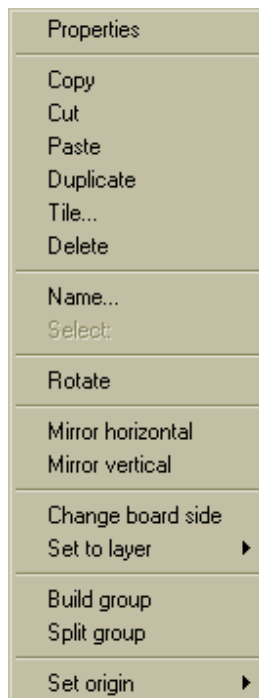 Properties
Copy
Cut
Paste
Duplicate
Tile...
Delete
Name...
Select:
Rotate
Mirror horizontal
Mirror vertical
Change board side
Set to layer
Build group
Split group
Set origin